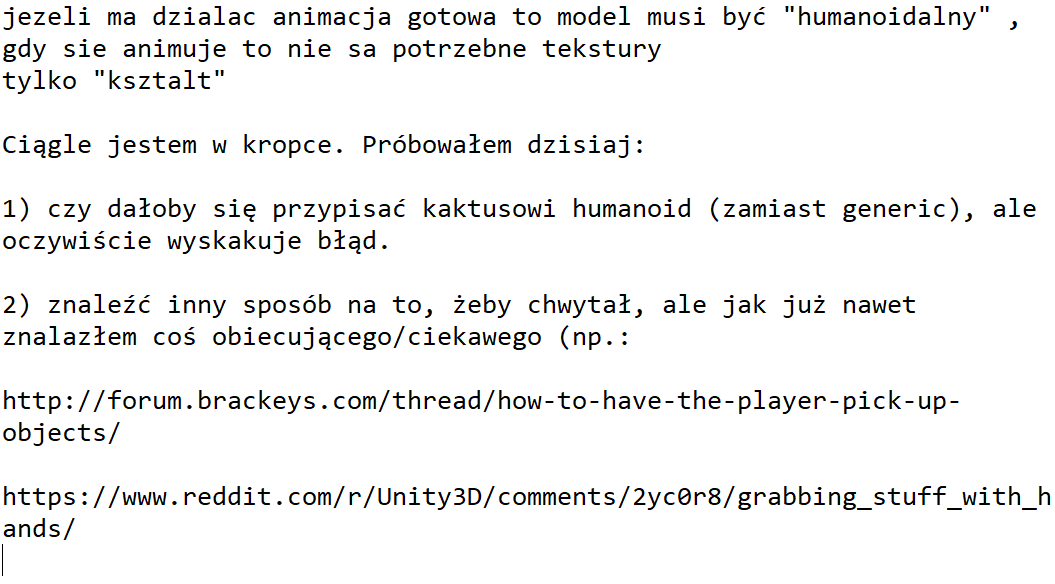 jezeli ma dzialac animacja gotowa to model musi być "humanoidalny" ,
gdy sie animuje to nie sa potrzebne tekstury
tylko "ksztalt"
Ciągle jestem w kropce. Próbowałem dzisiaj:
1) czy dałoby się przypisać kaktusowi humanoid (zamiast generic), ale
oczywiście wyskakuje błąd.
2) znaleźć inny sposób na to, żeby chwytał, ale jak już nawet
znalazłem coś obiecującego/ciekawego (np.:
http://forum.brackeys.com/thread/how-to-have-the-player-pick-up-
objects/
https://www.reddit.com/r/Unity3D/comments/2yc0r8/grabbing_stuff_with_h
ands/